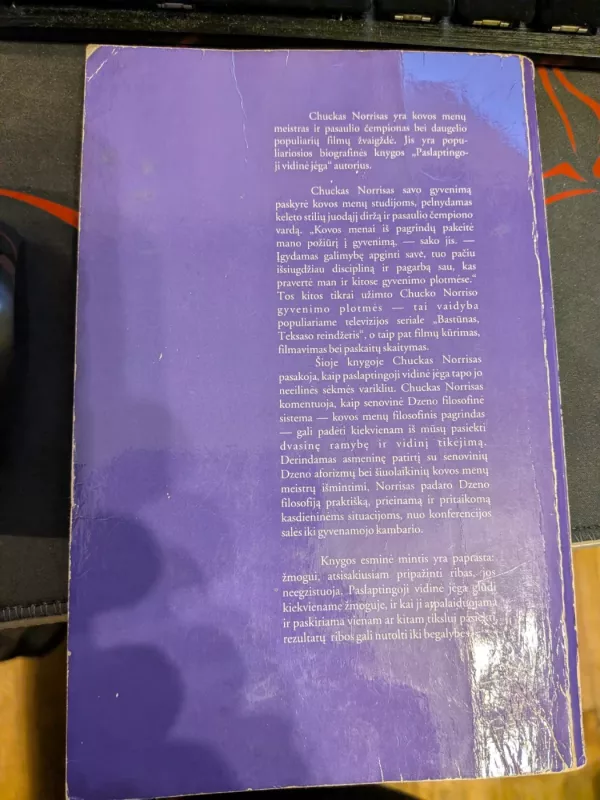 Chuckas Norrisas yra kovos menų
meistras ir pasaulio čempionas bei daugelio
populiarių filmų žvaigždė. Jis yra popu-
liariosios biografinės knygos „Paslaptingo-
ji vidinė jėga" autorius.
Chuckas Norrisas savo gyvenimą
paskyrė kovos menų studijoms, pelnydamas
keleto stilių juodąjį diržą ir pasaulio čempiono
vardą. „Kovos menai iš pagrindų pakeitė
mano požiūrį į gyvenimą, — sako jis. —
Įgydamas galimybę apginti save, tuo pačiu
išsiugdžiau discipliną ir pagarbą sau, kas
pravertė man ir kitose gyvenimo plotmėse."
Tos kitos tikrai užimto Chucko Norriso
gyvenimo plotmės — tai vaidyba
populiariame televizijos seriale „Bastūnas,
Teksaso reindžeris", o taip pat filmų kūrimas,
filmavimas bei paskaitų skaitymas.
Šioje knygoje Chuckas Norrisas
pasakoja, kaip paslaptingoji vidinė jėga tapo jo
neeilinės sėkmės varikliu. Chuckas Norrisas
komentuoja, kaip senovinė Dzeno filosofinė
sistema — kovos menų filosofinis pagrindas
— gali padėti kiekvienam iš mūsų pasiekti
dvasinę ramybę ir vidinį tikėjimą.
Derindamas asmeninę patirtį su senovinių
Dzeno aforizmų bei šiuolaikinių kovos menų
meistrų išmintimi, Norrisas padaro Dzeno
filosofiją praktišką, prieinamą ir pritaikomą
kasdieninėms situacijoms, nuo konferencijos
salės iki gyvenamojo kambario.
Knygos esminė mintis yra paprasta:
žmogui, atsisakiusiam pripažinti ribas, jos
neegzistuoja. Paslaptingoji vidinė jėga glūdi
kiekviename žmoguje, ir kai ji atpalaiduojama
ir paskiriama vienam ar kitam tikslui pasiekti,
rezultatų ribos gali nutolti iki begalybės.